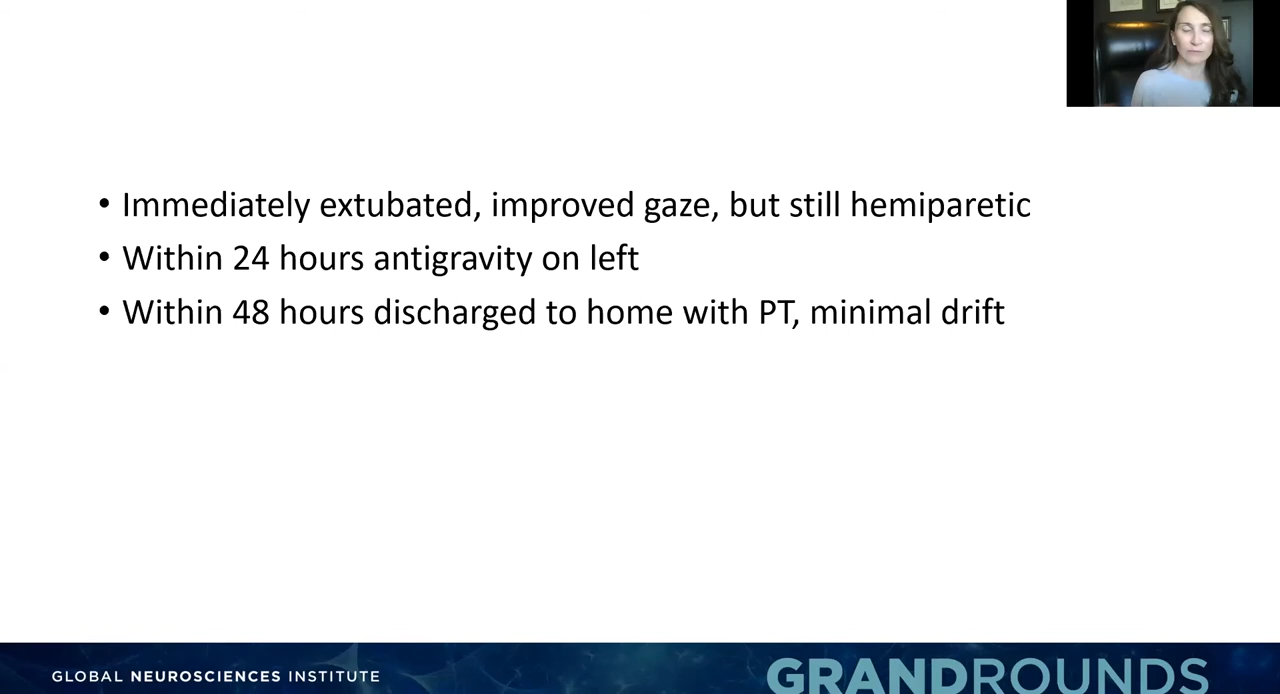 • Immediately extubated, improved gaze, but still hemiparetic
• Within 24 hours antigravity on left
• Within 48 hours discharged to home with PT, minimal drift
GLOBAL NEUROSCIENCES INSTITUTE
GRANDROUNDS